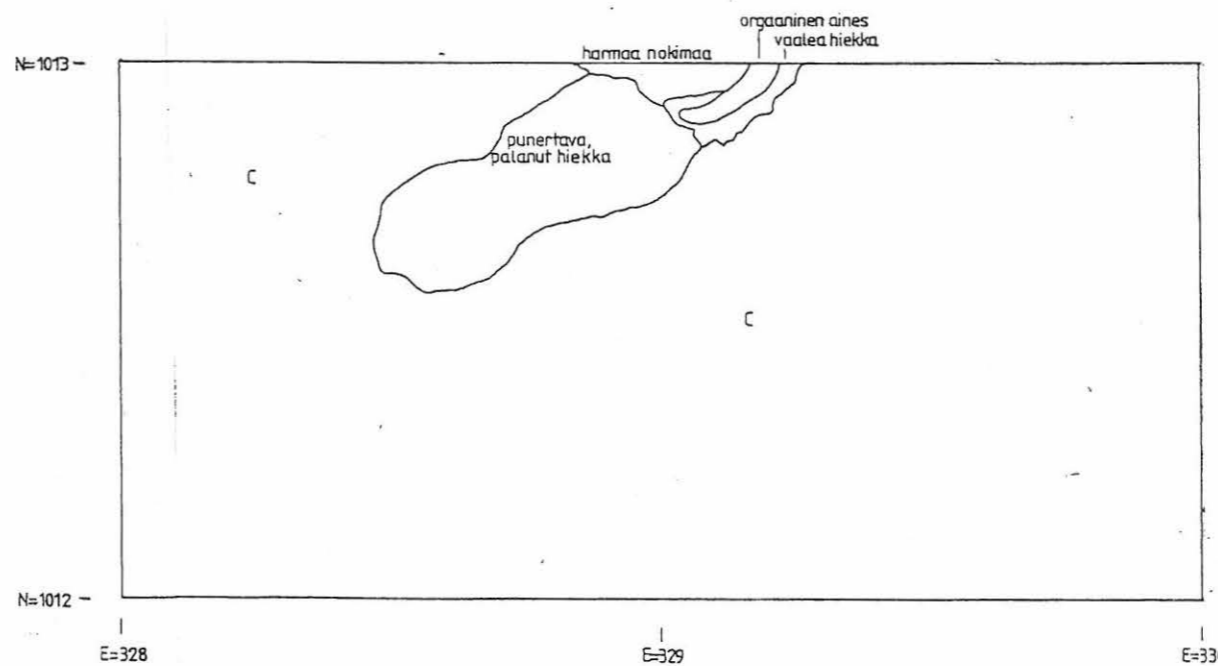 orgaaninen aines
vaalea hiekka
harmaa nokimaa
N=1013
punertava,
palanut hiekka
C
C
N=1012
E=328
E=329
E=33